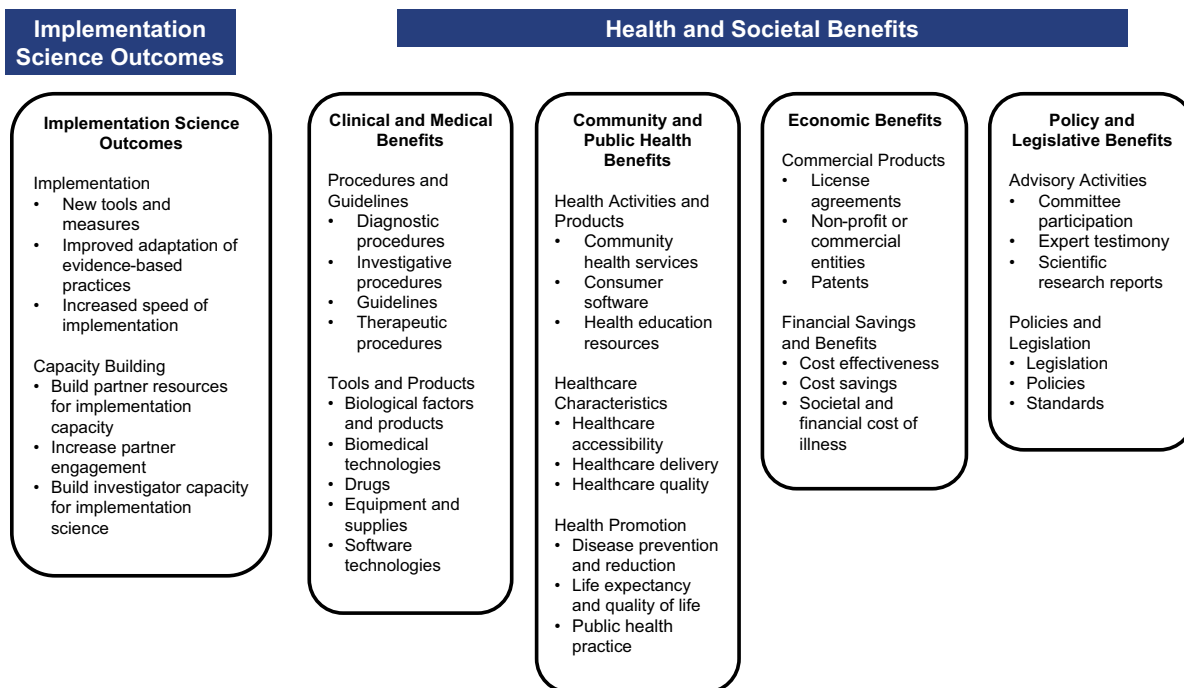 Implementation
Science Outcomes
Health and Societal Benefits
Implementation Science
Outcomes
Implementation
• New tools and
measures
• Improved adaptation of
evidence-based
practices
• Increased speed of
implementation
Capacity Building
• Build partner resources
for implementation
capacity
• Increase partner
engagement
• Build investigator capacity
for implementation
science
Clinical and Medical
Benefits
Procedures and
Guidelines
• Diagnostic
procedures
• Investigative
procedures
• Guidelines
• Therapeutic
procedures
Tools and Products
• Biological factors
and products
• Biomedical
technologies
• Drugs
• Equipment and
supplies
• Software
technologies
Community and
Public Health
Benefits
Health Activities and
Products
• Community
health services
• Consumer
software
• Health education
resources
Healthcare
Characteristics
• Healthcare
accessibility
• Healthcare delivery
• Healthcare quality
Health Promotion
• Disease prevention
and reduction
• Life expectancy
and quality of life
• Public health
practice
Economic Benefits
Commercial Products
• License
agreements
• Non-profit or
commercial
entities
• Patents
Financial Savings
and Benefits
• Cost effectiveness
• Cost savings
• Societal and
financial cost of
illness
Policy and
Legislative Benefits
Advisory Activities
• Committee
participation
• Expert testimony
• Scientific
research reports
Policies and
Legislation
• Legislation
• Policies
• Standards